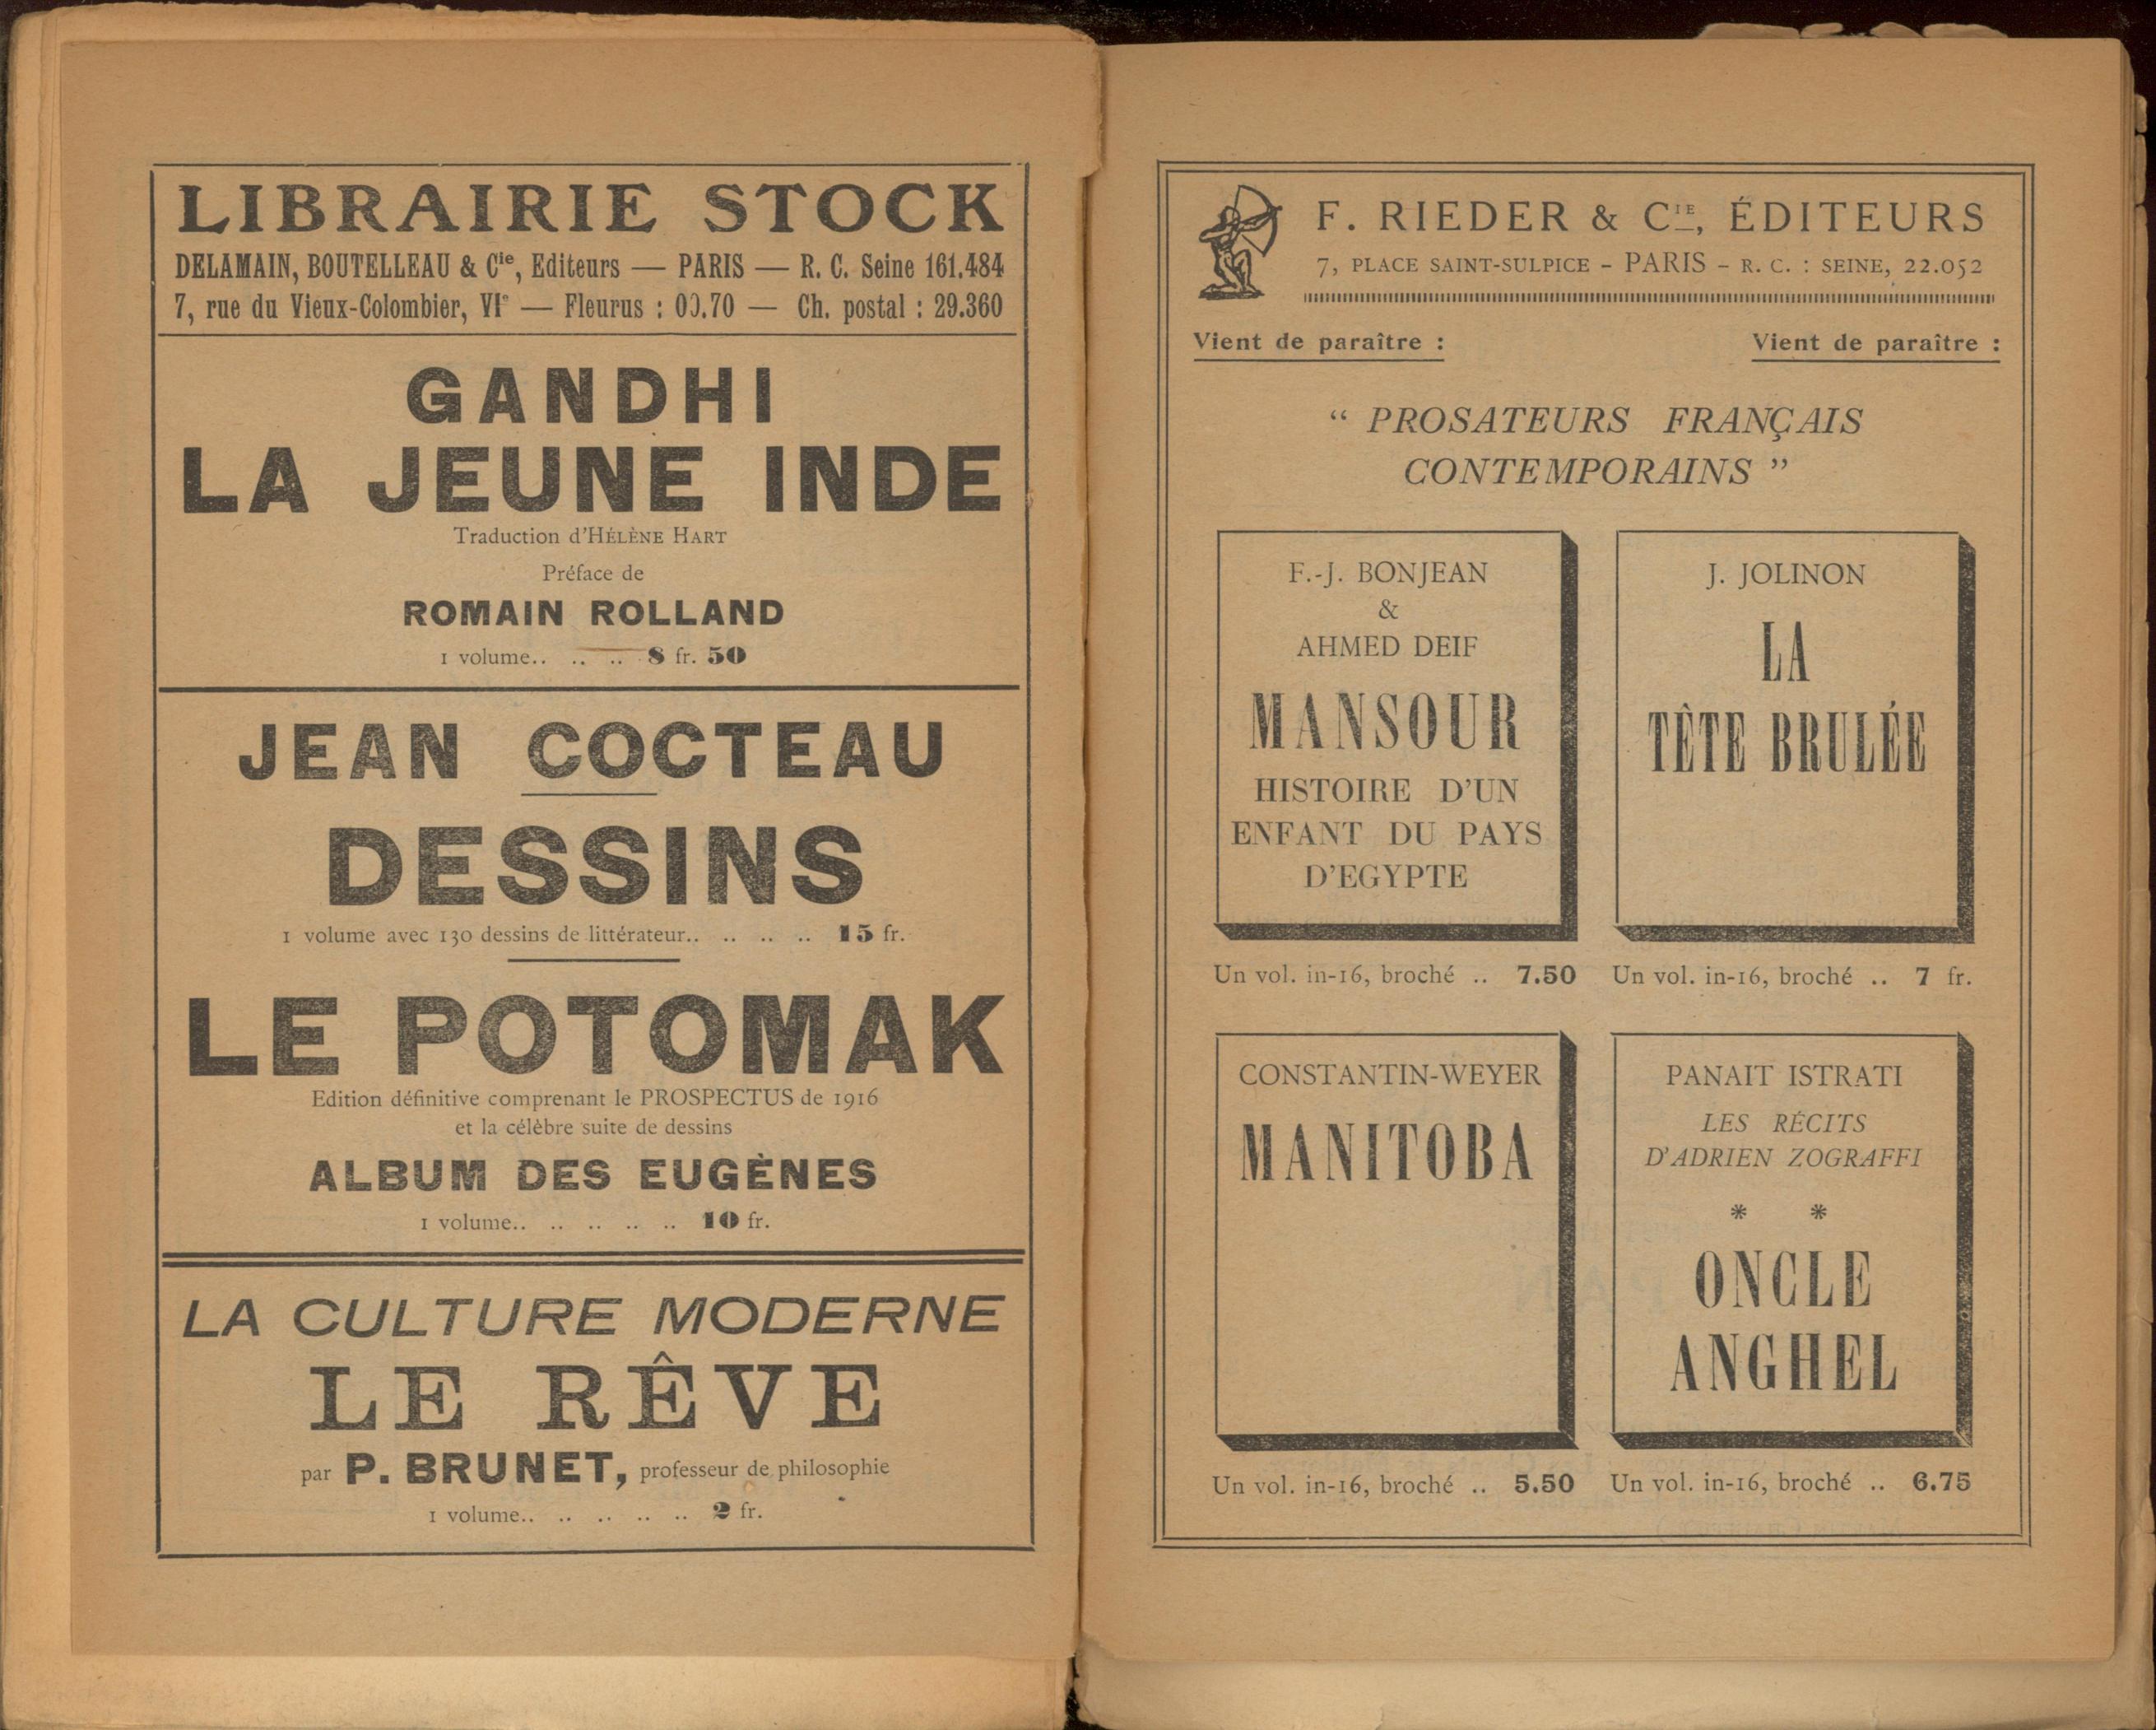 LIBRAIRIE STOCK
DELAMAIN, BOUTELLEAU & Cie, Editeurs — PARIS — R. C. Seine 161.484
7, rue du Vieux-Colombier, VIe — Fleurus : 00.70 — Ch. postal : 29.360
GANDHI
LA JEUNE INDE
Traduction d'HÉLÈNE HART
Préface de
ROMAIN ROLLAND
1 volume.. .. .. 8 fr. 50
JEAN COCTEAU
DESSINS
1 volume avec 130 dessins de littérateur.. .. .. .. 15 fr.
LE POTOMAK
Edition définitive comprenant le PROSPECTUS de 1916
et la célèbre suite de dessins
ALBUM DES EUGÈNES
1 volume.. .. .. .. .. 10 fr.
LA CULTURE MODERNE
LE RÊVE
par P. BRUNET, professeur de philosophie
1 volume.. .. .. .. .. 2 fr.
F. RIEDER & CIE, ÉDITEURS
7, PLACE SAINT-SULPICE - PARIS - R. C. : SEINE, 22.052
Vient de paraître : Vient de paraître :
“ PROSATEURS FRANÇAIS
CONTEMPORAINS ”
F.-J. BONJEAN
&
AHMED DEIF
MANSOUR
HISTOIRE D'UN
ENFANT DU PAYS
D'EGYPTE
Un vol. in-16, broché .. 7.50
J. JOLINON
LA
TÊTE BRULÉE
Un vol. in-16, broché .. 7 fr.
CONSTANTIN-WEYER
MANITOBA
Un vol. in-16, broché .. 5.50
PANAIT ISTRATI
LES RÉCITS
D'ADRIEN ZOGRAFFI
* *
ONCLE
ANGHEL
Un vol. in-16, broché .. 6.75